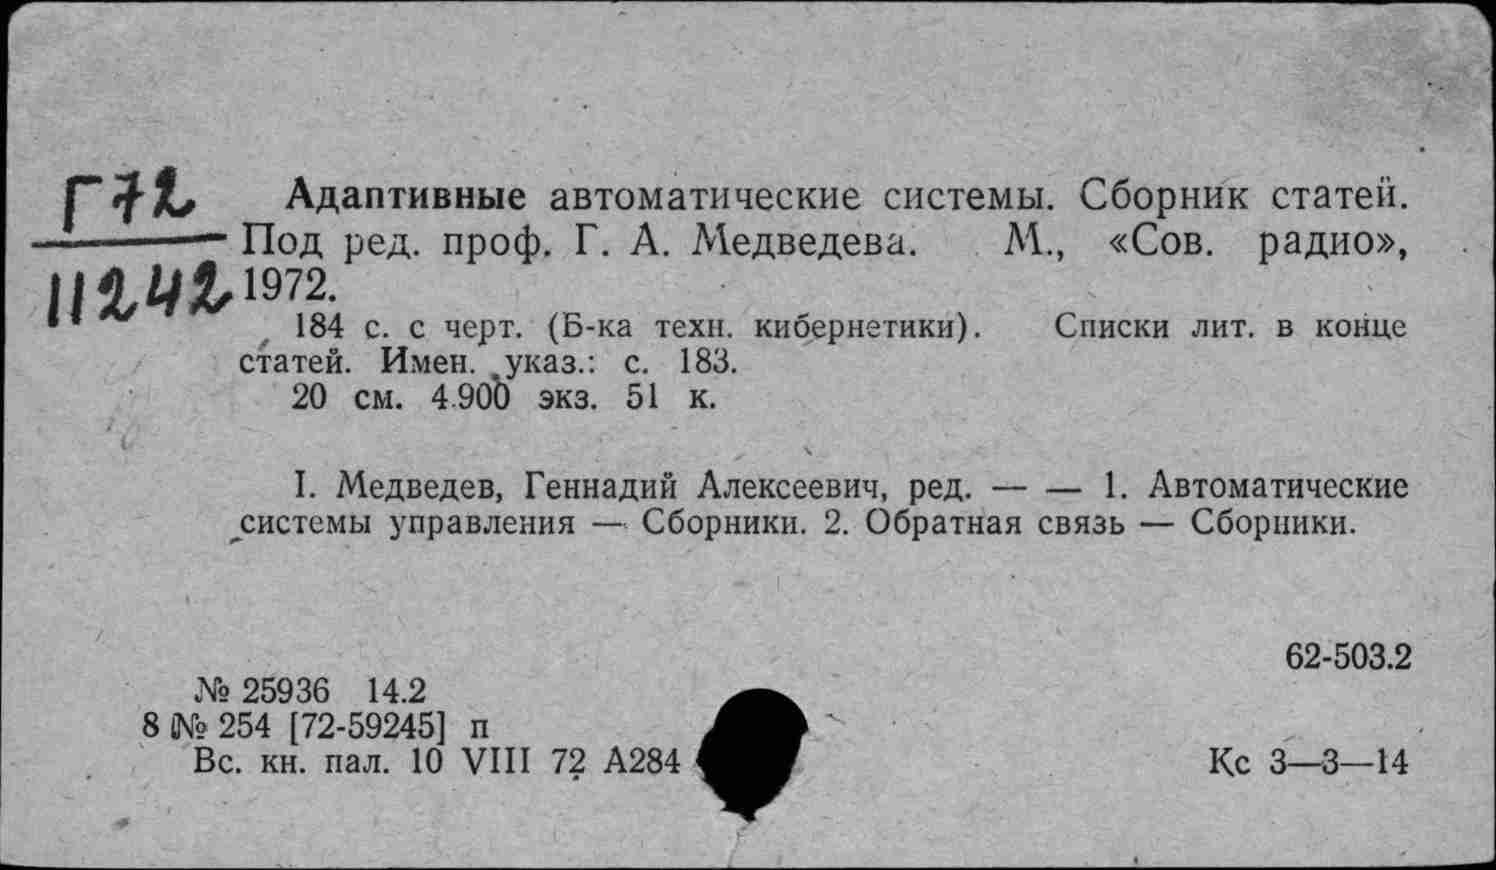 Г72
11242
Адаптивные автоматические системы. Сборник статей.
Под ред. проф. Г. А. Медведева. М., «Сов. радио»,
1972.
184 с. с черт. (Б-ка техн. кибернетики). Списки лит. в конце
статей. Имен. указ.: с. 183.
20 см. 4.900 экз. 51 к.
I. Медведев, Геннадий Алексеевич, ред. — — 1. Автоматические
системы управления — Сборники. 2. Обратная связь — Сборники.
62-503.2
№ 25936 14.2
8 № 254 [72-59245] п
Вс. кн. пал. 10 VIII 72 А284
Кс 3—3—14